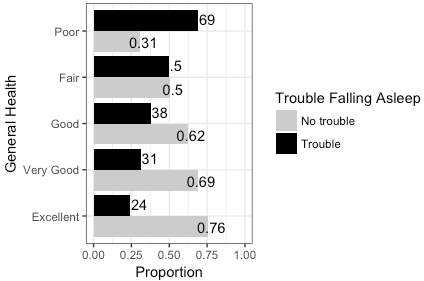 Poor
69
0.31
Fair
.5
0.5
General Health
Good
38
0.62
Very Good
31
0.69
Excellent
24
0.76
0.00 0.25 0.50 0.75 1.00
Proportion
Trouble Falling Asleep
No trouble
Trouble